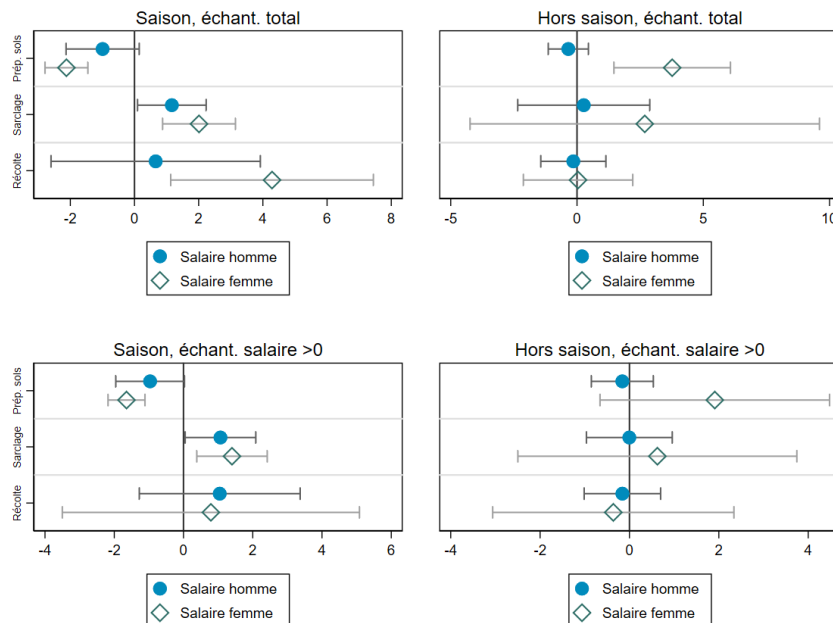 Saison, échant. total
Prép. sols
Sarclage
Récolte
-2 0 2 4 6 8
Salaire homme
Salaire femme
Hors saison, échant. total
-5 0 5 10
Salaire homme
Salaire femme
Saison, échant. salaire >0
Prép. sols
Sarclage
Récolte
-4 -2 0 2 4 6
Salaire homme
Salaire femme
Hors saison, échant. salaire >0
-4 -2 0 2 4
Salaire homme
Salaire femme